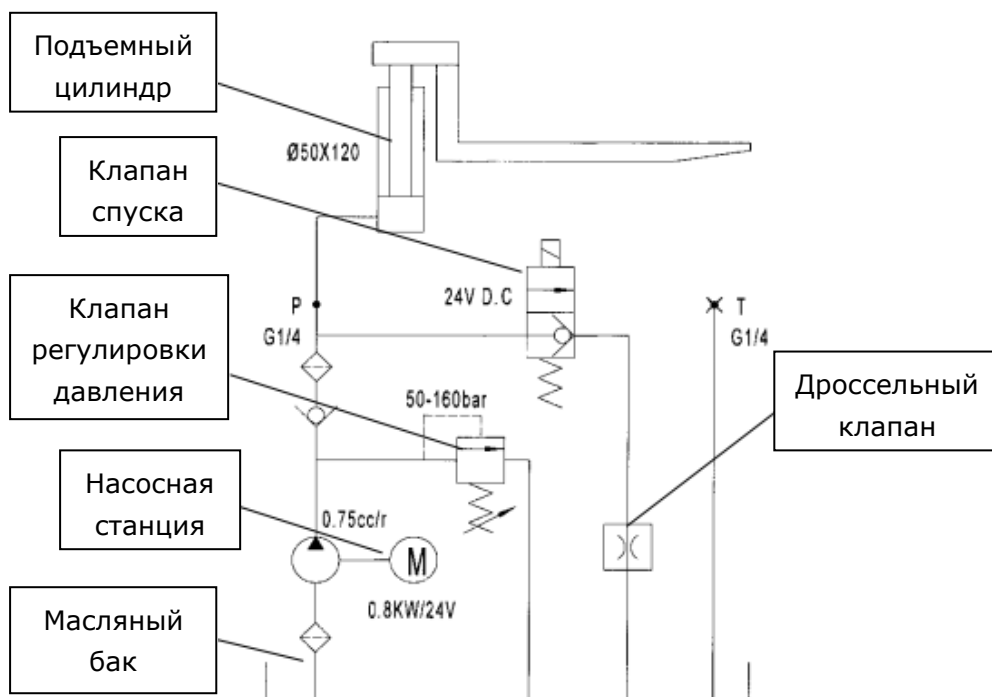 Подъемный
цилиндр
Ø50X120
Клапан
спуска
24V D.C
P
G1/4
T
G1/4
Клапан
регулировки
давления
50-160bar
Дроссельный
клапан
Насосная
станция
0.75cc/r
M
0.8KW/24V
Масляный
бак